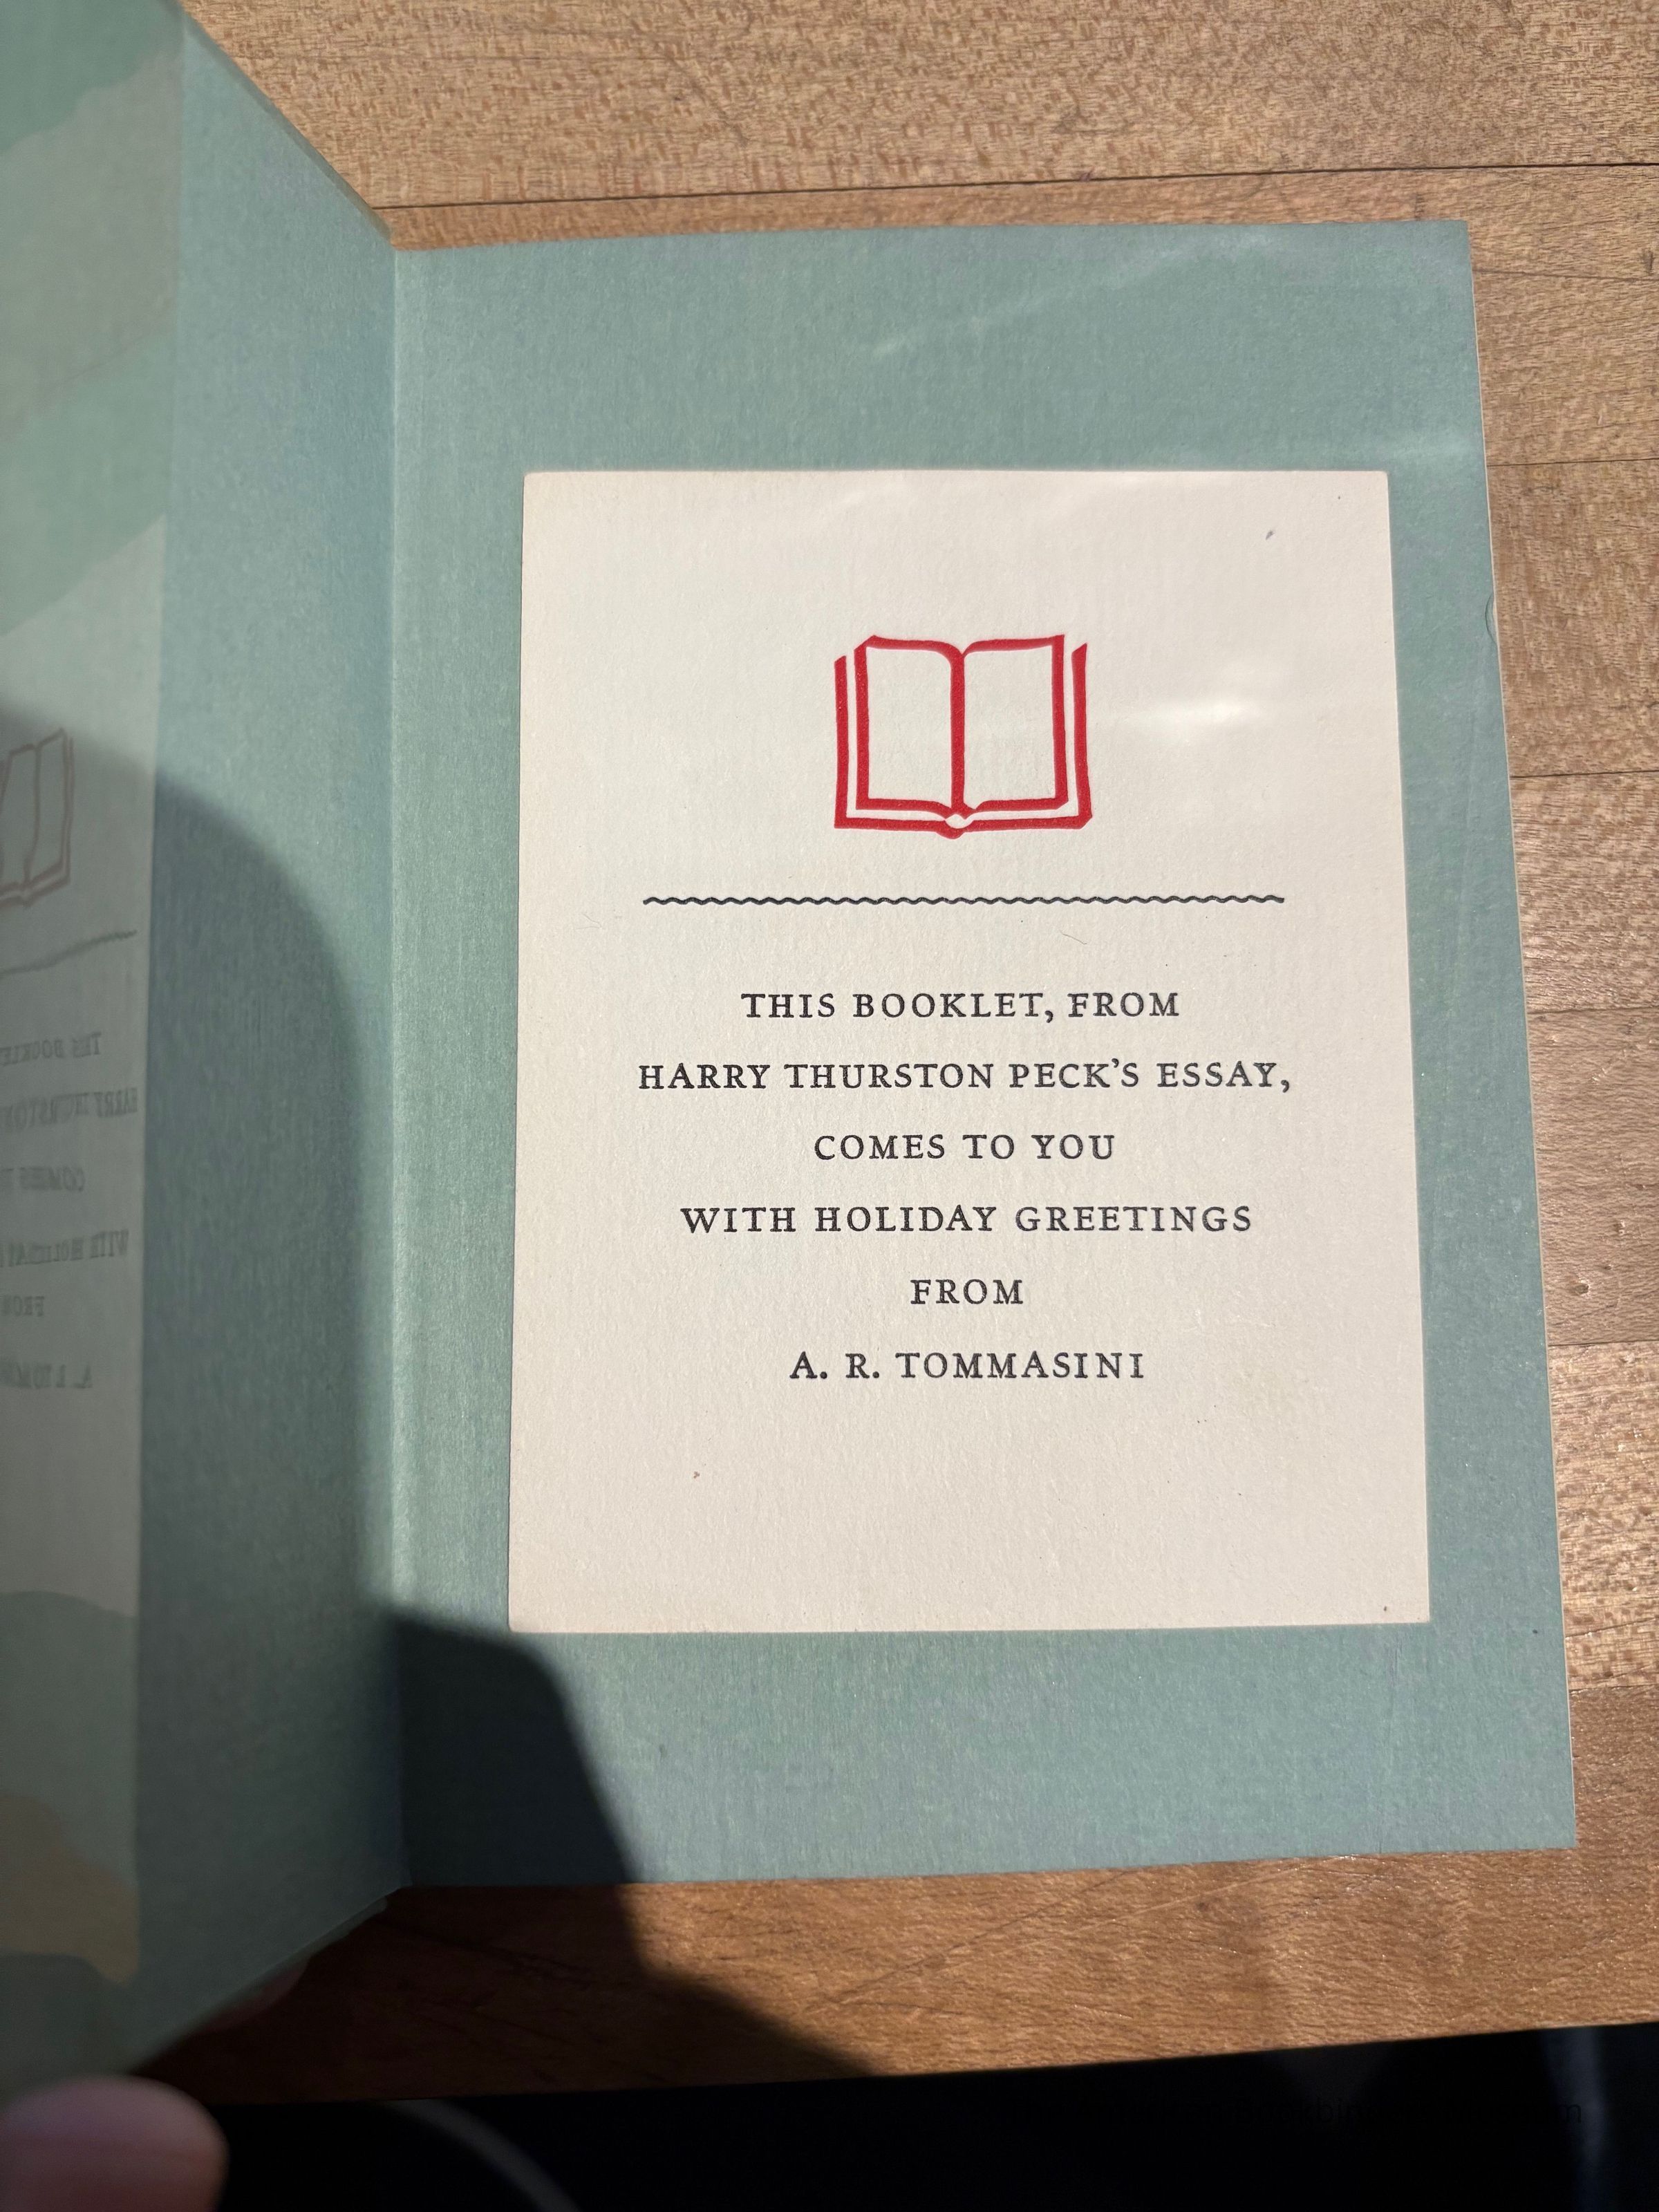 THIS BOOKLET, FROM
HARRY THURSTON PECK'S ESSAY,
COMES TO YOU
WITH HOLIDAY GREETINGS
FROM
A. R. TOMMASINI